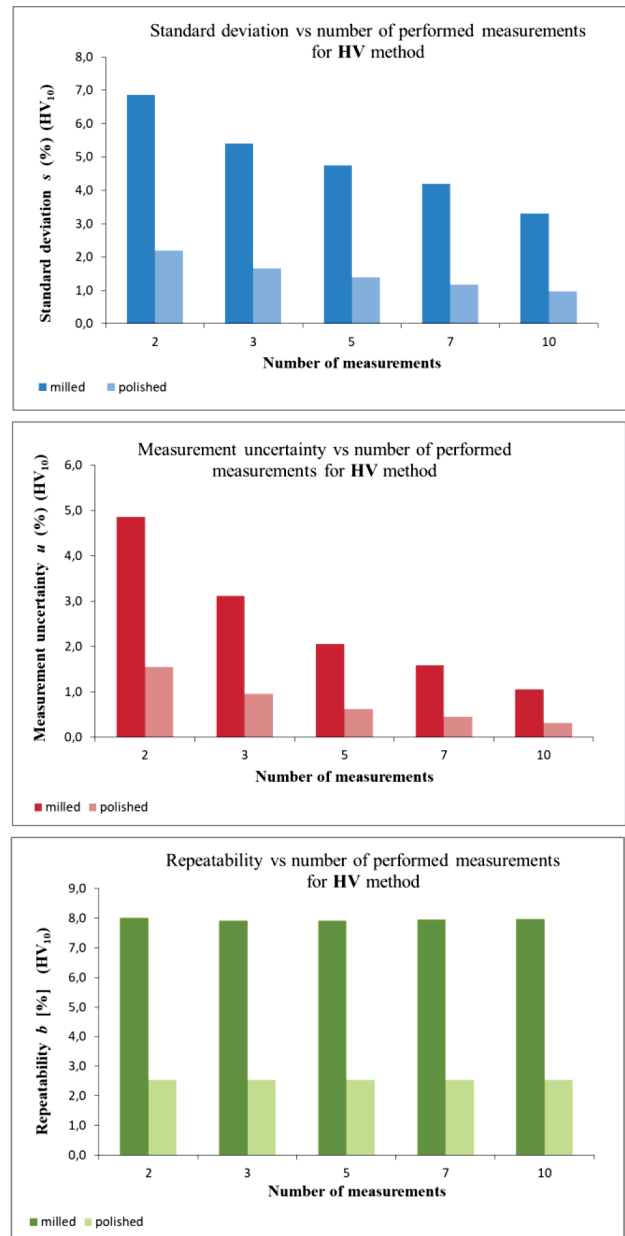 Standard deviation vs number of performed measurements
for HV method
Standard deviation s (%) (HV₁₀)
8,0
7,0
6,0
5,0
4,0
3,0
2,0
1,0
0,0
2 3 5 7 10
Number of measurements
milled polished
Measurement uncertainty vs number of performed
measurements for HV method
Measurement uncertainty u (%) (HV₁₀)
6,0
5,0
4,0
3,0
2,0
1,0
0,0
2 3 5 7 10
Number of measurements
milled polished
Repeatability vs number of performed measurements
for HV method
Repeatability b [%] (HV₁₀)
9,0
8,0
7,0
6,0
5,0
4,0
3,0
2,0
1,0
0,0
2 3 5 7 10
Number of measurements
milled polished